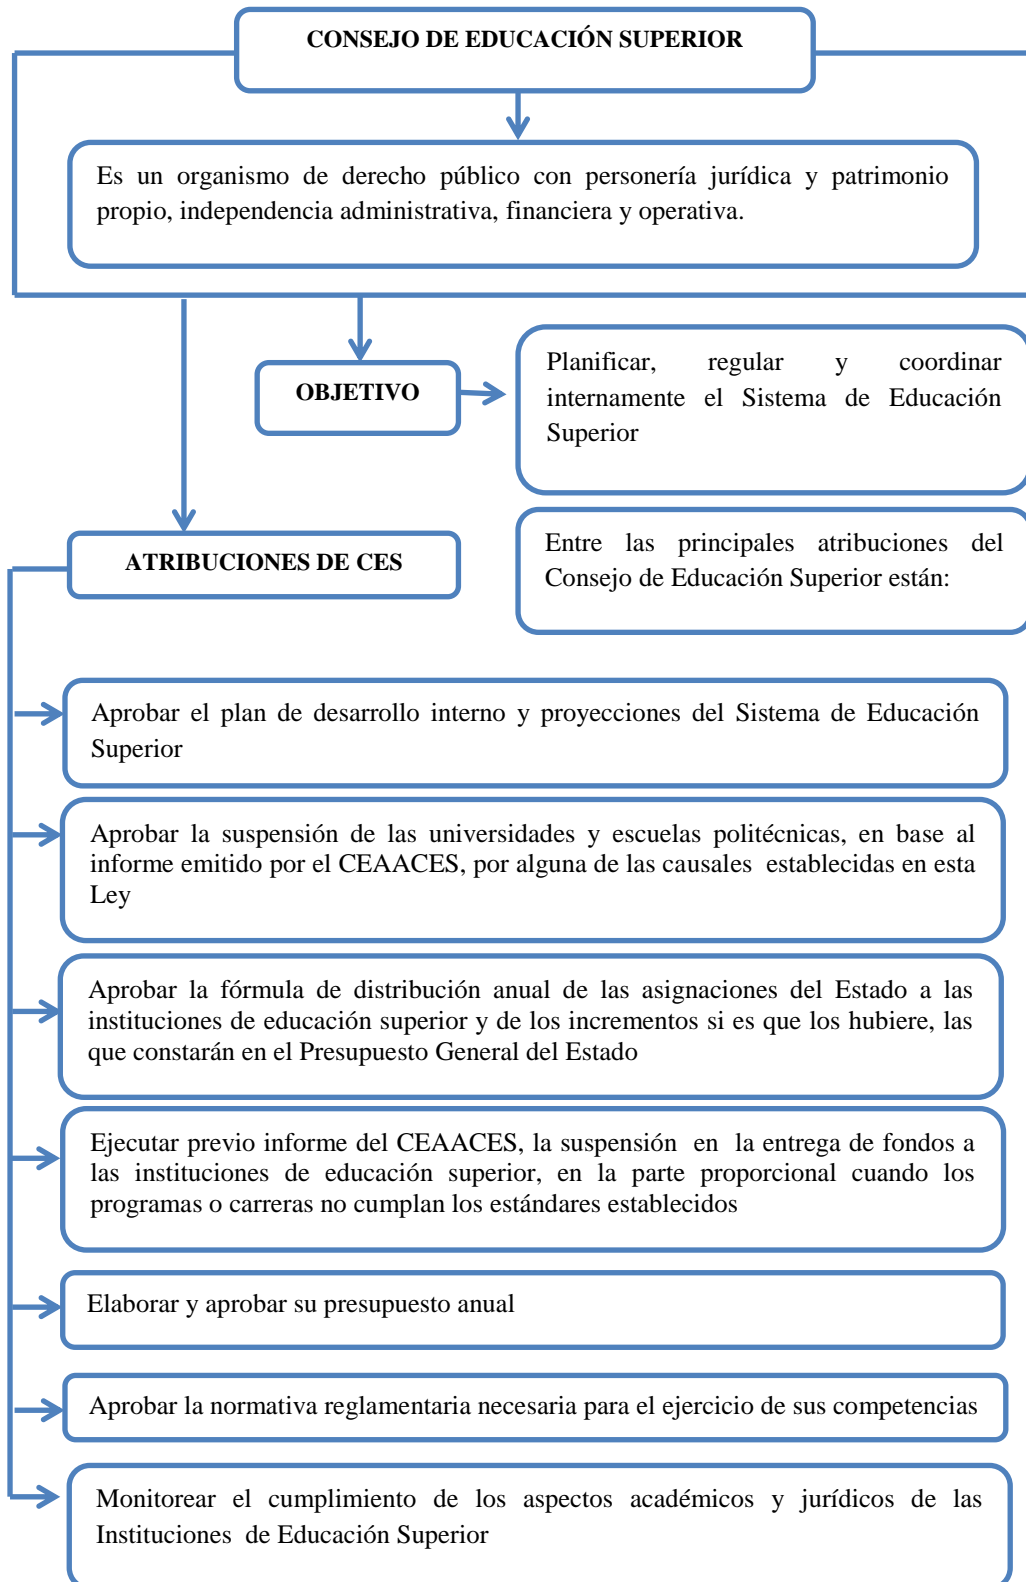 CONSEJO DE EDUCACIÓN SUPERIOR
Es un organismo de derecho público con personería jurídica y patrimonio
propio, independencia administrativa, financiera y operativa.
OBJETIVO
Planificar, regular y coordinar
internamente el Sistema de Educación
Superior
ATRIBUCIONES DE CES
Entre las principales atribuciones del
Consejo de Educación Superior están:
Aprobar el plan de desarrollo interno y proyecciones del Sistema de Educación
Superior
Aprobar la suspensión de las universidades y escuelas politécnicas, en base al
informe emitido por el CEAACES, por alguna de las causales establecidas en esta
Ley
Aprobar la fórmula de distribución anual de las asignaciones del Estado a las
instituciones de educación superior y de los incrementos si es que los hubiere, las
que constarán en el Presupuesto General del Estado
Ejecutar previo informe del CEAACES, la suspensión en la entrega de fondos a
las instituciones de educación superior, en la parte proporcional cuando los
programas o carreras no cumplan los estándares establecidos
Elaborar y aprobar su presupuesto anual
Aprobar la normativa reglamentaria necesaria para el ejercicio de sus competencias
Monitorear el cumplimiento de los aspectos académicos y jurídicos de las
Instituciones de Educación Superior